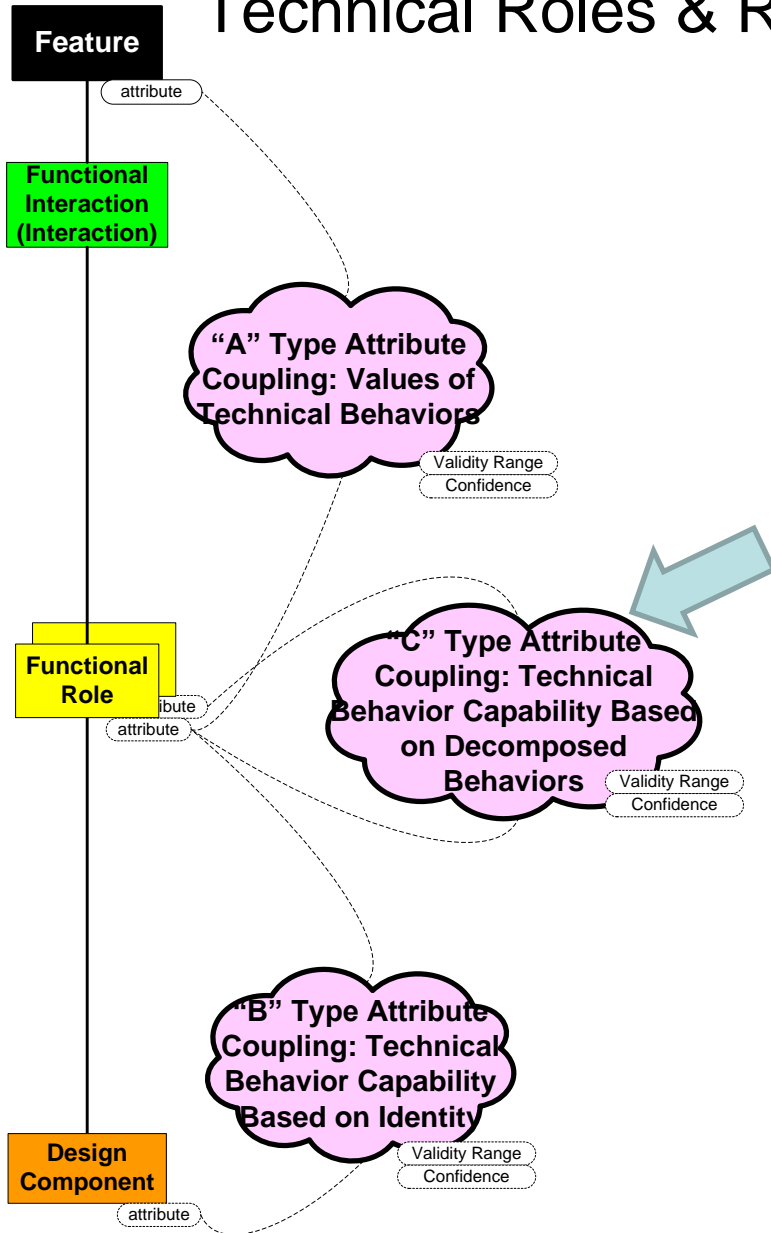 Technical Roles & R
Feature
attribute
Functional
Interaction
(Interaction)
“A” Type Attribute
Coupling: Values of
Technical Behaviors
Validity Range
Confidence
Functional
Role
ibute
attribute
“C” Type Attribute
Coupling: Technical
Behavior Capability Based
on Decomposed
Behaviors
Validity Range
Confidence
“B” Type Attribute
Coupling: Technical
Behavior Capability
Based on Identity
Validity Range
Confidence
Design
Component
attribute